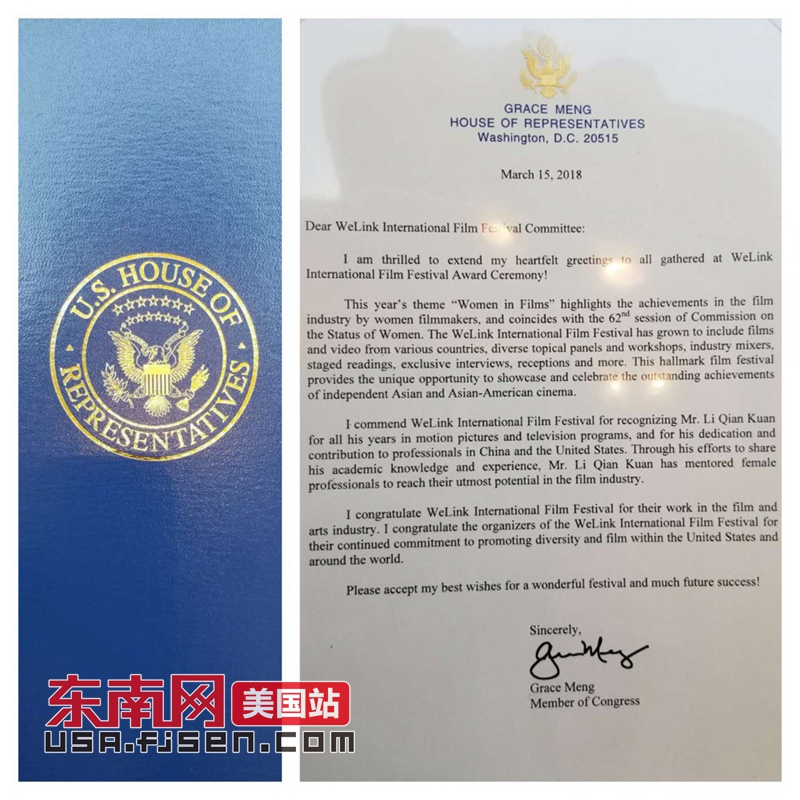 U.S. HOUSE OF
REPRESENTATIVES
GRACE MENG
HOUSE OF REPRESENTATIVES
Washington, D.C. 20515
March 15, 2018
Dear WeLink International Film Festival Committee:
I am thrilled to extend my heartfelt greetings to all gathered at WeLink
International Film Festival Award Ceremony!
This year's theme “Women in Films” highlights the achievements in the film
industry by women filmmakers, and coincides with the 62nd session of Commission on
the Status of Women. The WeLink International Film Festival has grown to include films
and video from various countries, diverse topical panels and workshops, industry mixers,
staged readings, exclusive interviews, receptions and more. This hallmark film festival
provides the unique opportunity to showcase and celebrate the outstanding achievements
of independent Asian and Asian-American cinema.
I commend WeLink International Film Festival for recognizing Mr. Li Qian Kuan
for all his years in motion pictures and television programs, and for his dedication and
contribution to professionals in China and the United States. Through his efforts to share
his academic knowledge and experience, Mr. Li Qian Kuan has mentored female
professionals to reach their utmost potential in the film industry.
I congratulate WeLink International Film Festival for their work in the film and
arts industry. I congratulate the organizers of the WeLink International Film Festival for
their continued commitment to promoting diversity and film within the United States and
around the world.
Please accept my best wishes for a wonderful festival and much future success!
Sincerely,
Grace Meng
Grace Meng
Member of Congress
东南网 美国站
usa.fjsen.com